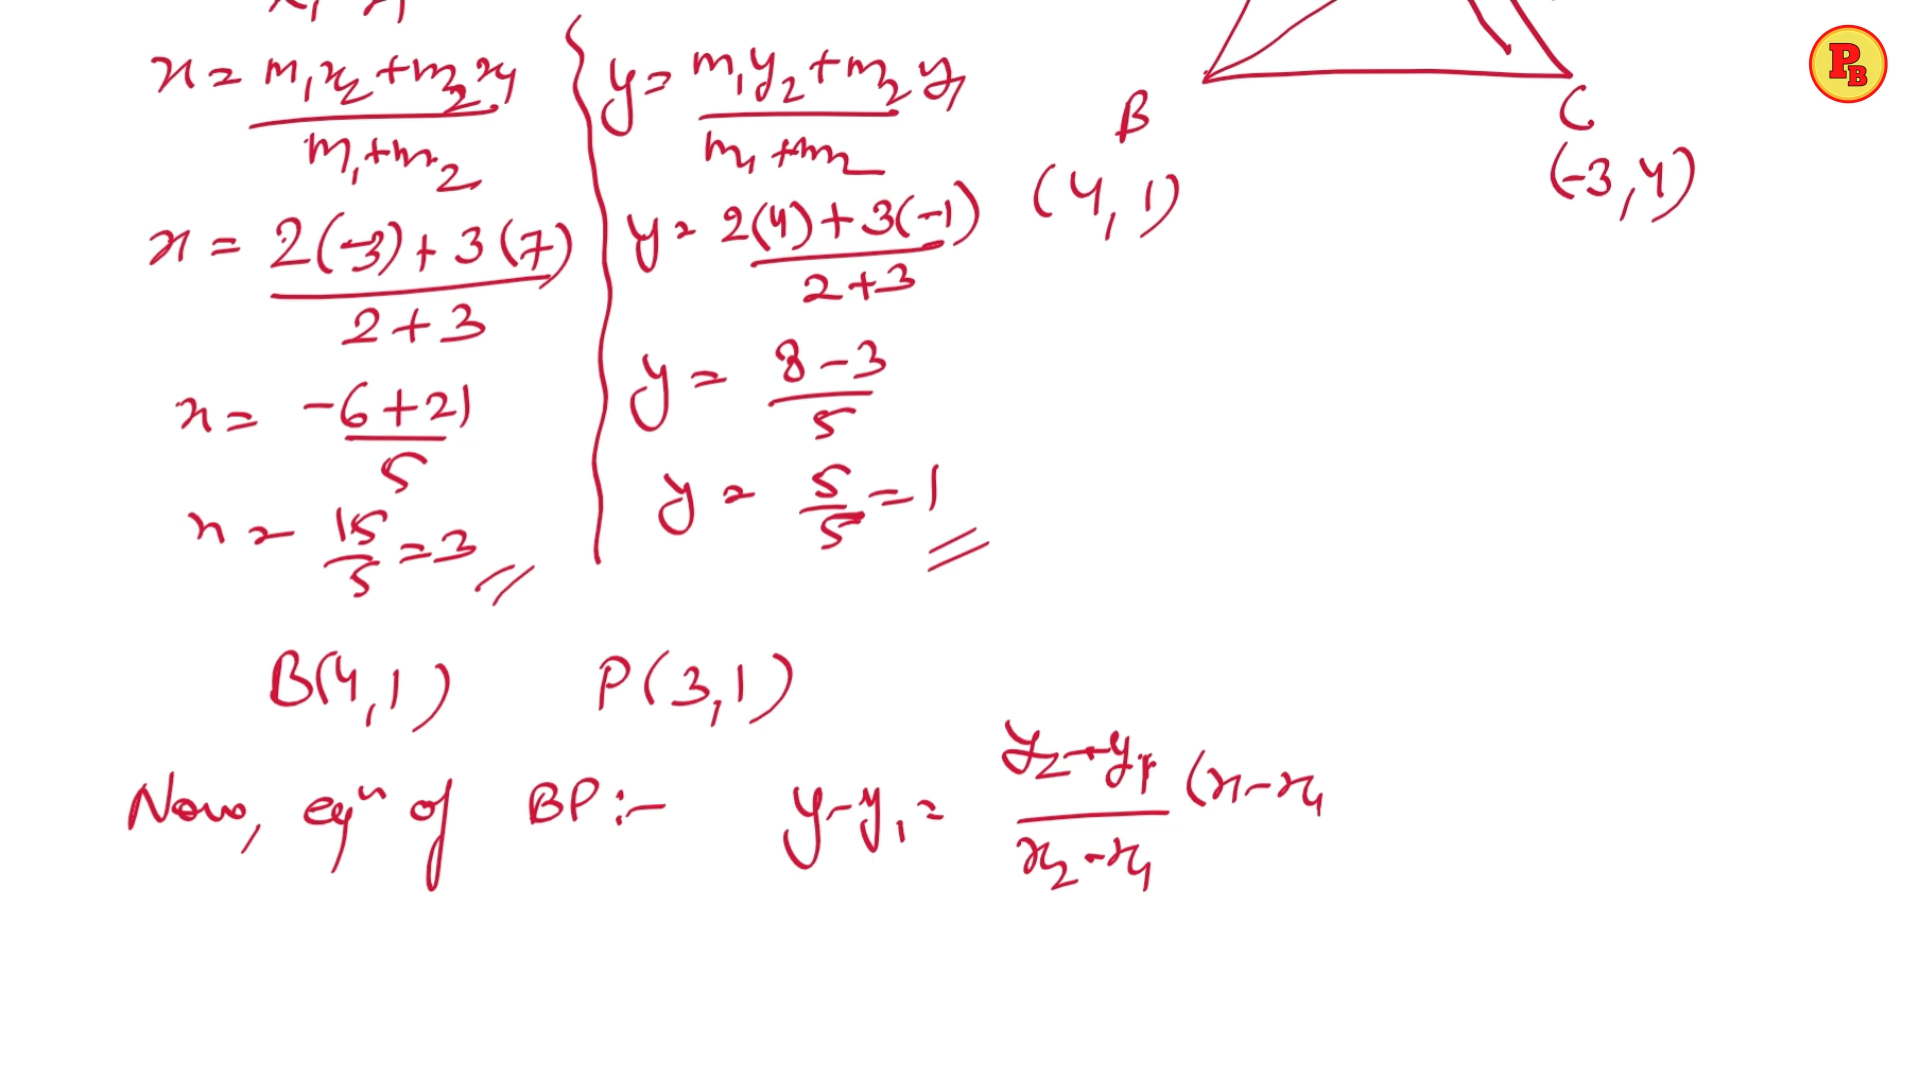 x = (m₁x₂+m₂x₁)/(m₁+m₂)
x = (2(-3)+3(7))/(2+3)
x = (-6+21)/5
x = 15/5 = 3
y = (m₁y₂+m₂y₁)/(m₁+m₂)
y = (2(4)+3(-1))/(2+3)
y = (8-3)/5
y = 5/5 = 1
B
(4,1)
C
(-3,4)
PB
B(4,1) P(3,1)
Now, eqⁿ of BP:- y-y₁ = (y₂-y₁)/(x₂-x₁) (x-x₁